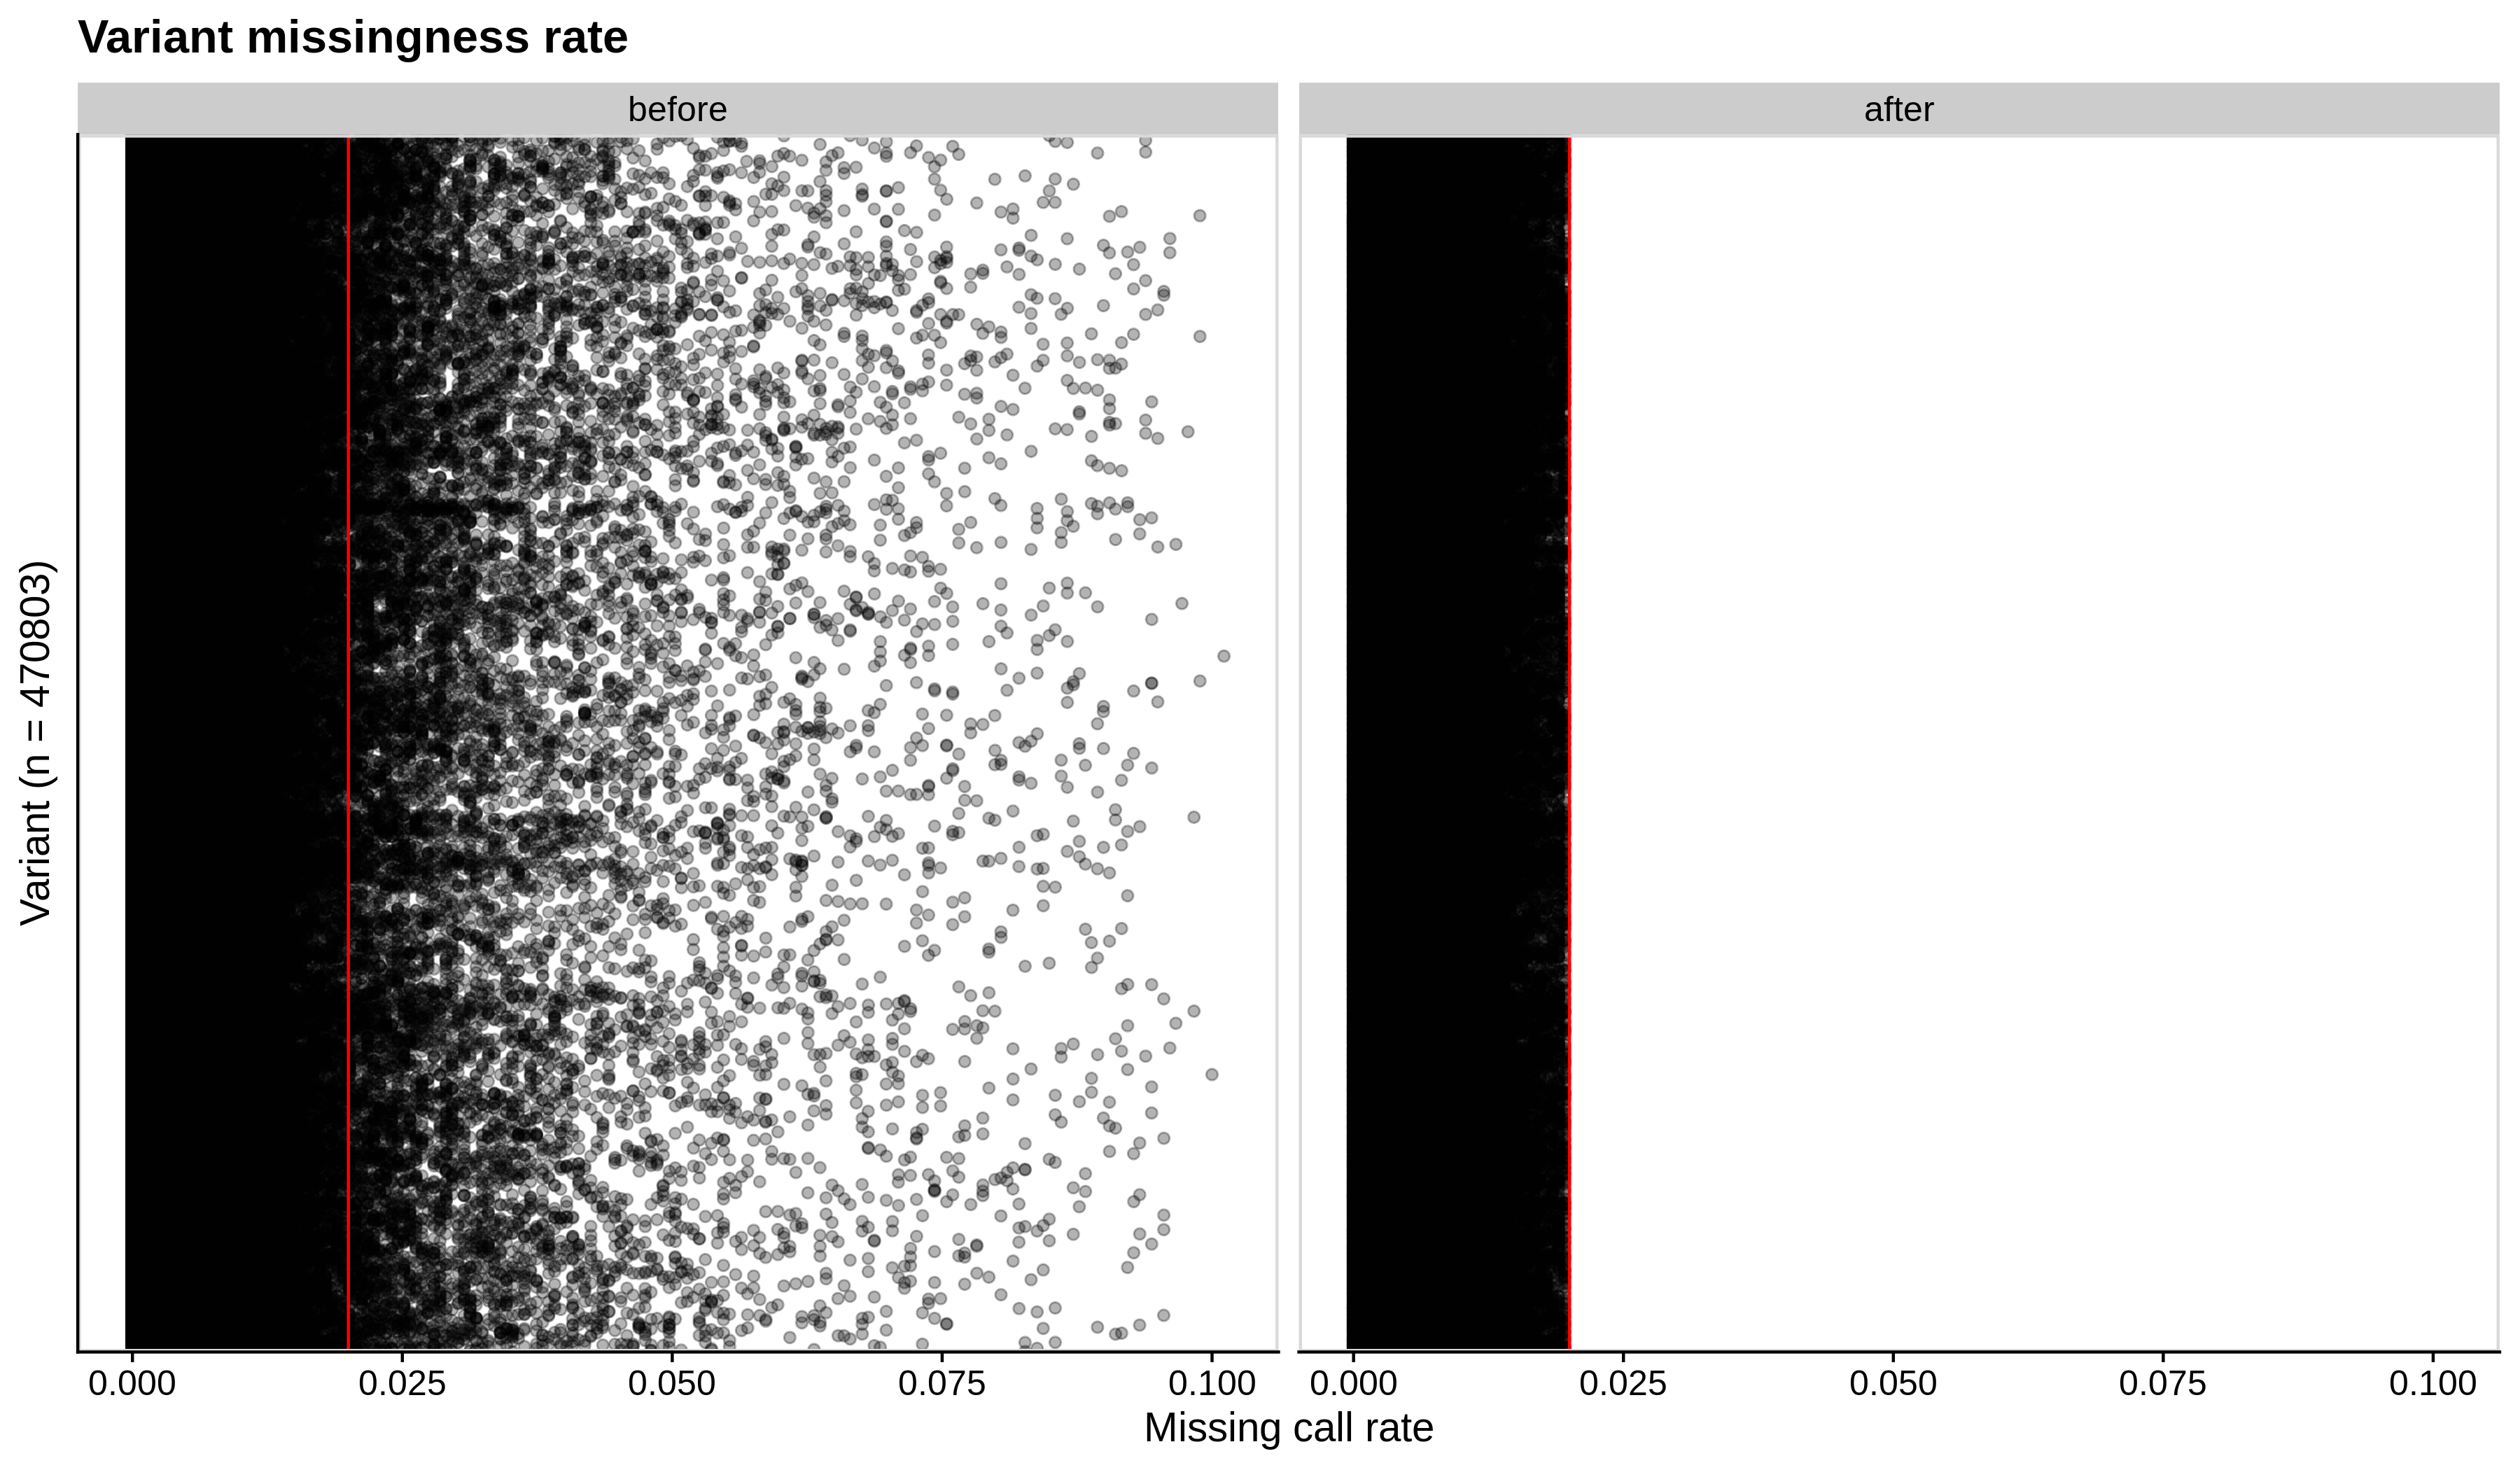 Variant missingness rate
before
after
Variant (n = 470803)
0.000 0.025 0.050 0.075 0.100
0.000 0.025 0.050 0.075 0.100
Missing call rate